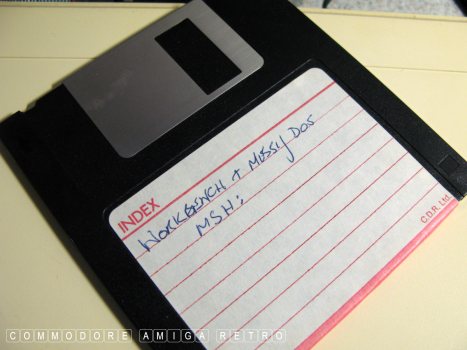 INDEX
WORKBENCH + MESSY DOS
MSH:
C.D.R. Ltd.
COMMODORE AMIGA RETRO